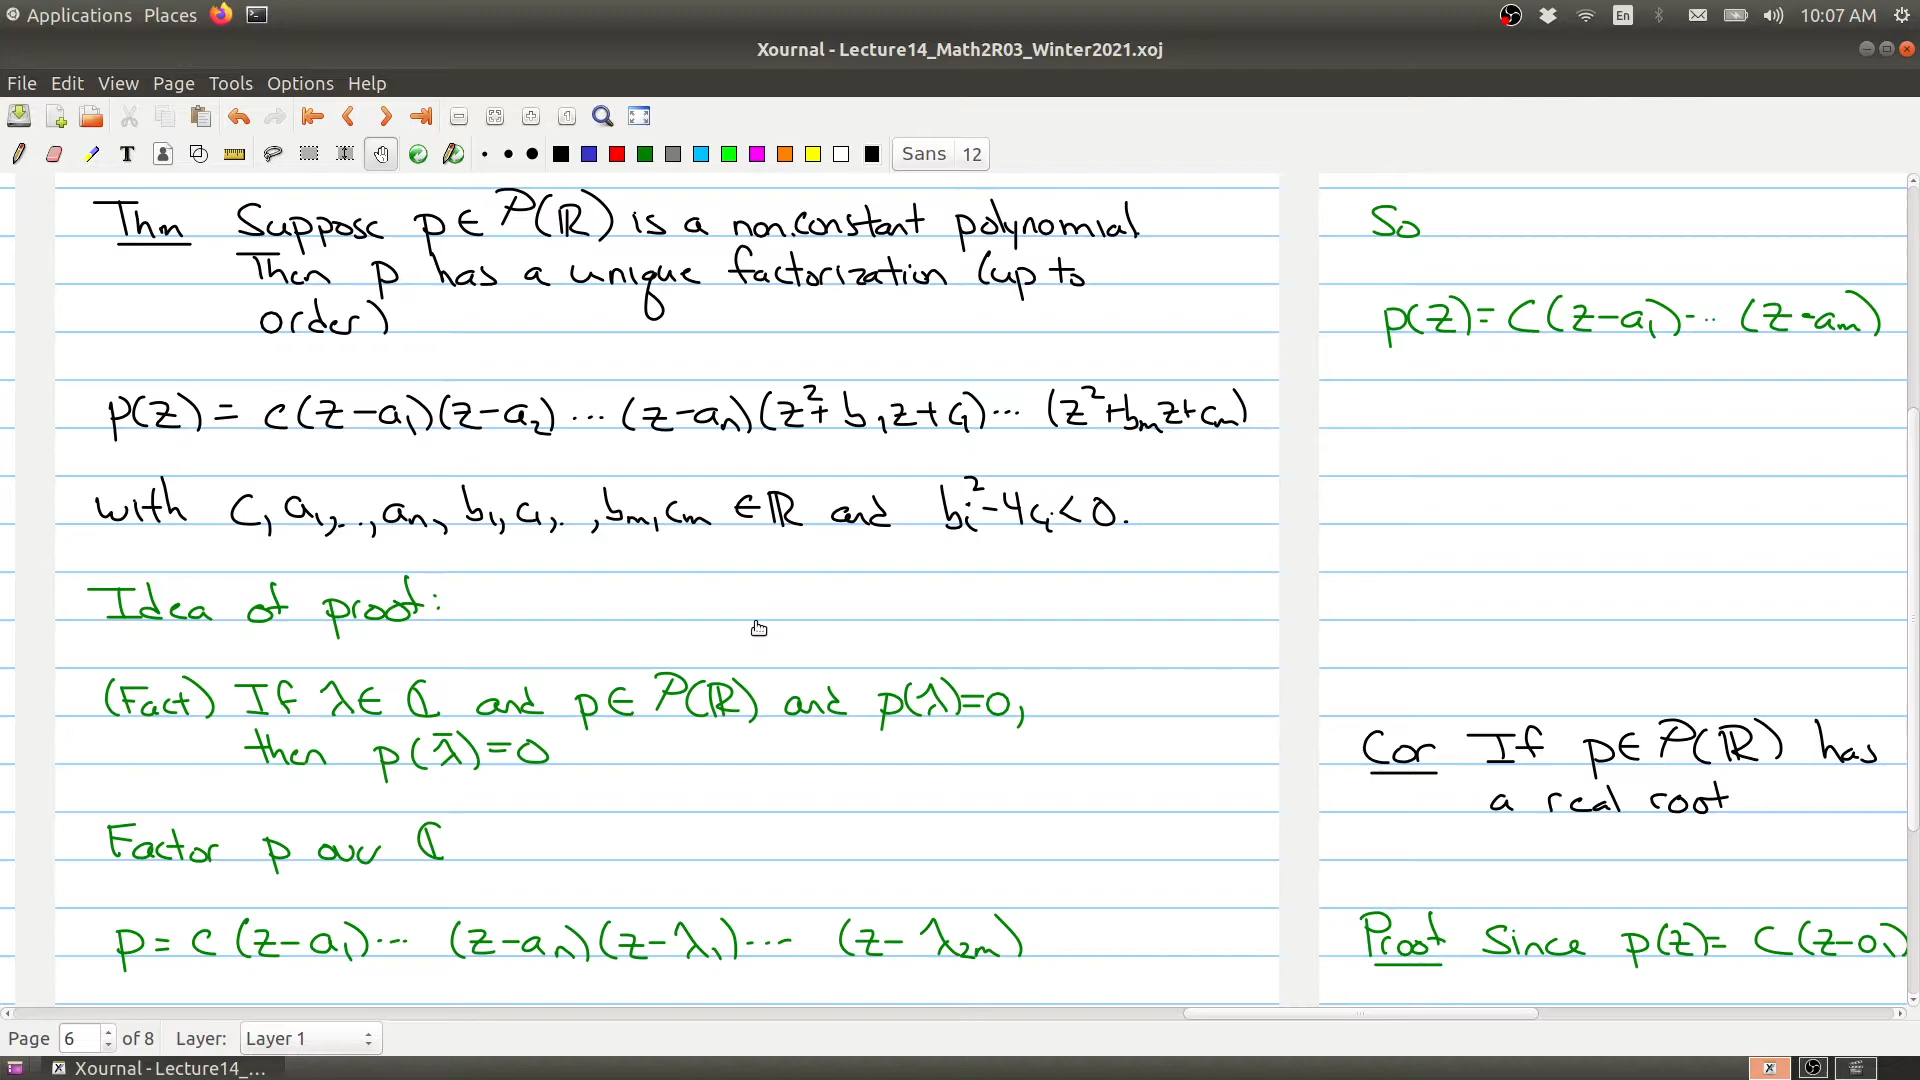 Applications Places En 10:07 AM
Xournal - Lecture14_Math2R03_Winter2021.xoj
File Edit View Page Tools Options Help
T Sans 12
Thm Suppose p ∈ P(ℝ) is a non.constant polynomial
Then p has a unique factorization (up to
order)
p(z) = c(z-a₁)(z-a₂) ... (z-aₙ)(z²+b₁z+c₁)... (z²+bₘz+cₘ)
with c, a₁,..,aₙ, b₁,c₁,..,bₘ,cₘ ∈ ℝ and bᵢ²-4cᵢ<0.
Idea of proof:
(Fact) If λ ∈ ℂ and p ∈ P(ℝ) and p(λ)=0,
then p(λ̄)=0
Factor p over ℂ
p = c (z-a₁)... (z-aₙ)(z-λ₁)... (z-λ₂ₘ)
So
p(z) = C(z-a₁)... (z-aₘ)
Cor If p ∈ P(ℝ) has
a real root
Proof Since p(z)= C(z-a₁)
Page 6 of 8 Layer: Layer 1
Xournal - Lecture14_...